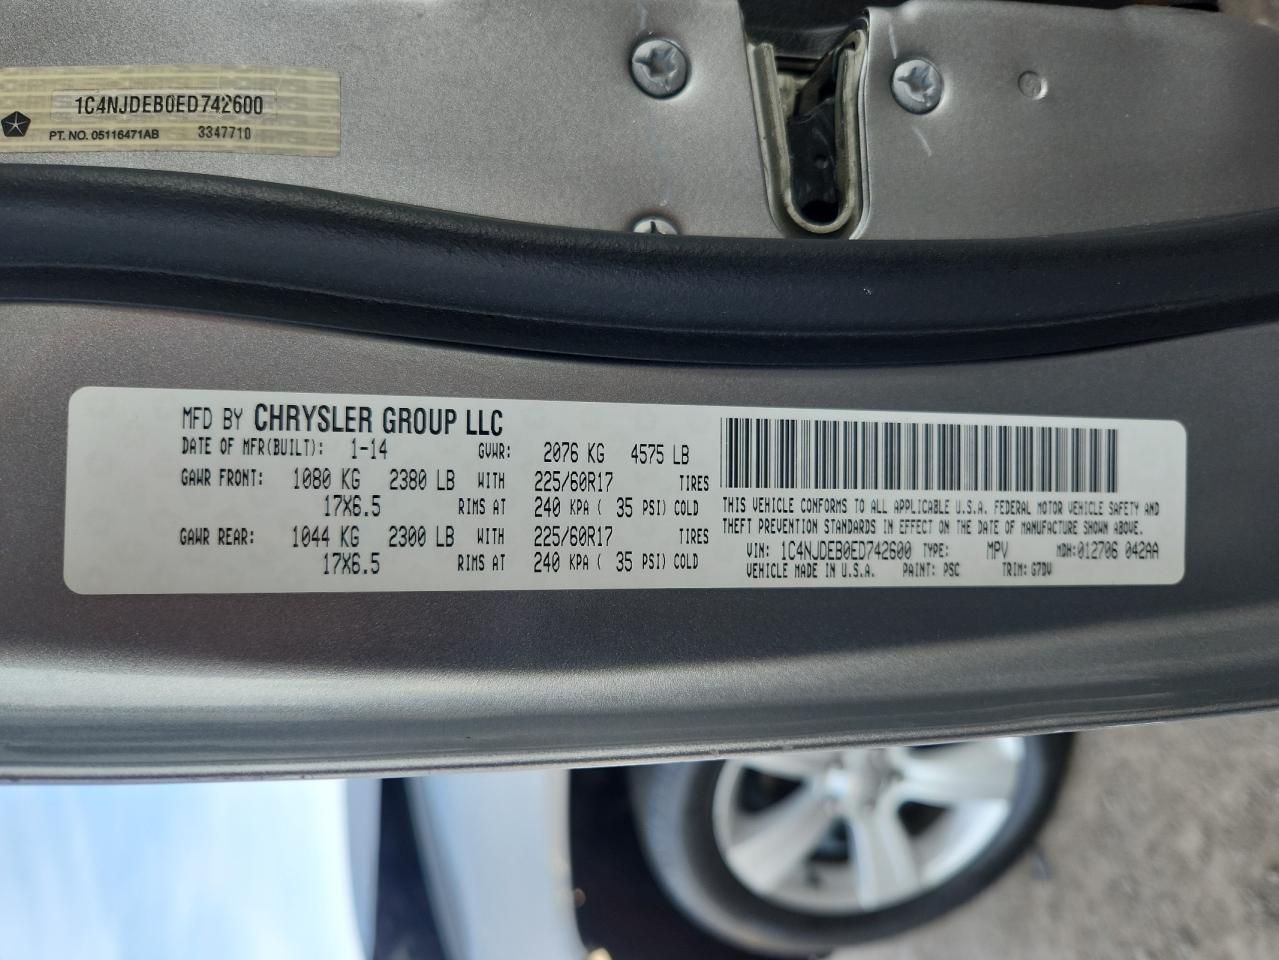 1C4NJDEB0ED742600
PT. NO. 05116471AB 3347710
MFD BY CHRYSLER GROUP LLC
DATE OF MFR(BUILT): 1-14 GVWR: 2076 KG 4575 LB
GAWR FRONT: 1080 KG 2380 LB WITH 225/60R17 TIRES
17X6.5 RIMS AT 240 KPA ( 35 PSI) COLD
GAWR REAR: 1044 KG 2300 LB WITH 225/60R17 TIRES
17X6.5 RIMS AT 240 KPA ( 35 PSI) COLD
THIS VEHICLE CONFORMS TO ALL APPLICABLE U.S.A. FEDERAL MOTOR VEHICLE SAFETY AND
THEFT PREVENTION STANDARDS IN EFFECT ON THE DATE OF MANUFACTURE SHOWN ABOVE.
VIN: 1C4NJDEB0ED742600 TYPE: MPV MDH:012706 042AA
VEHICLE MADE IN U.S.A. PAINT: PSC TRIM: G7DV